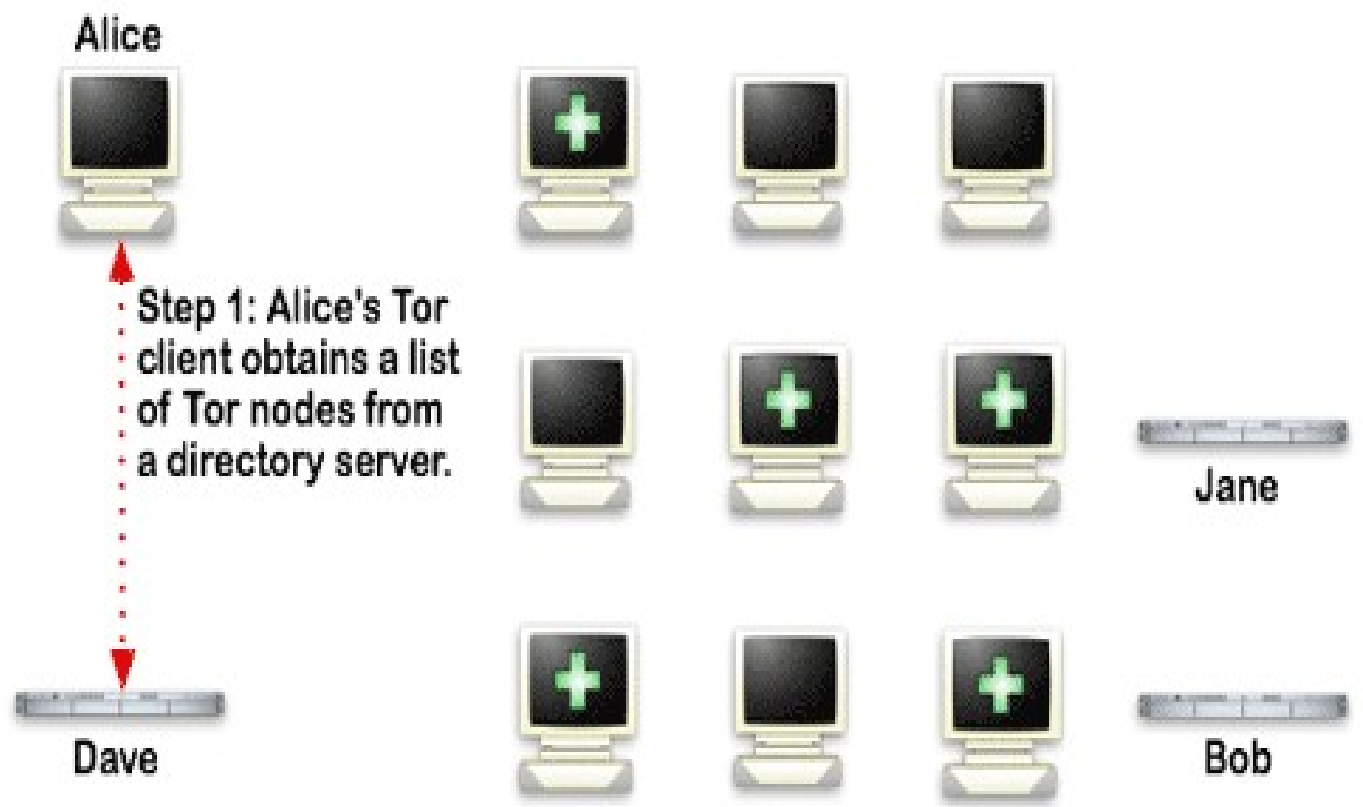 Alice
Step 1: Alice's Tor
client obtains a list
of Tor nodes from
a directory server.
Jane
Dave
Bob